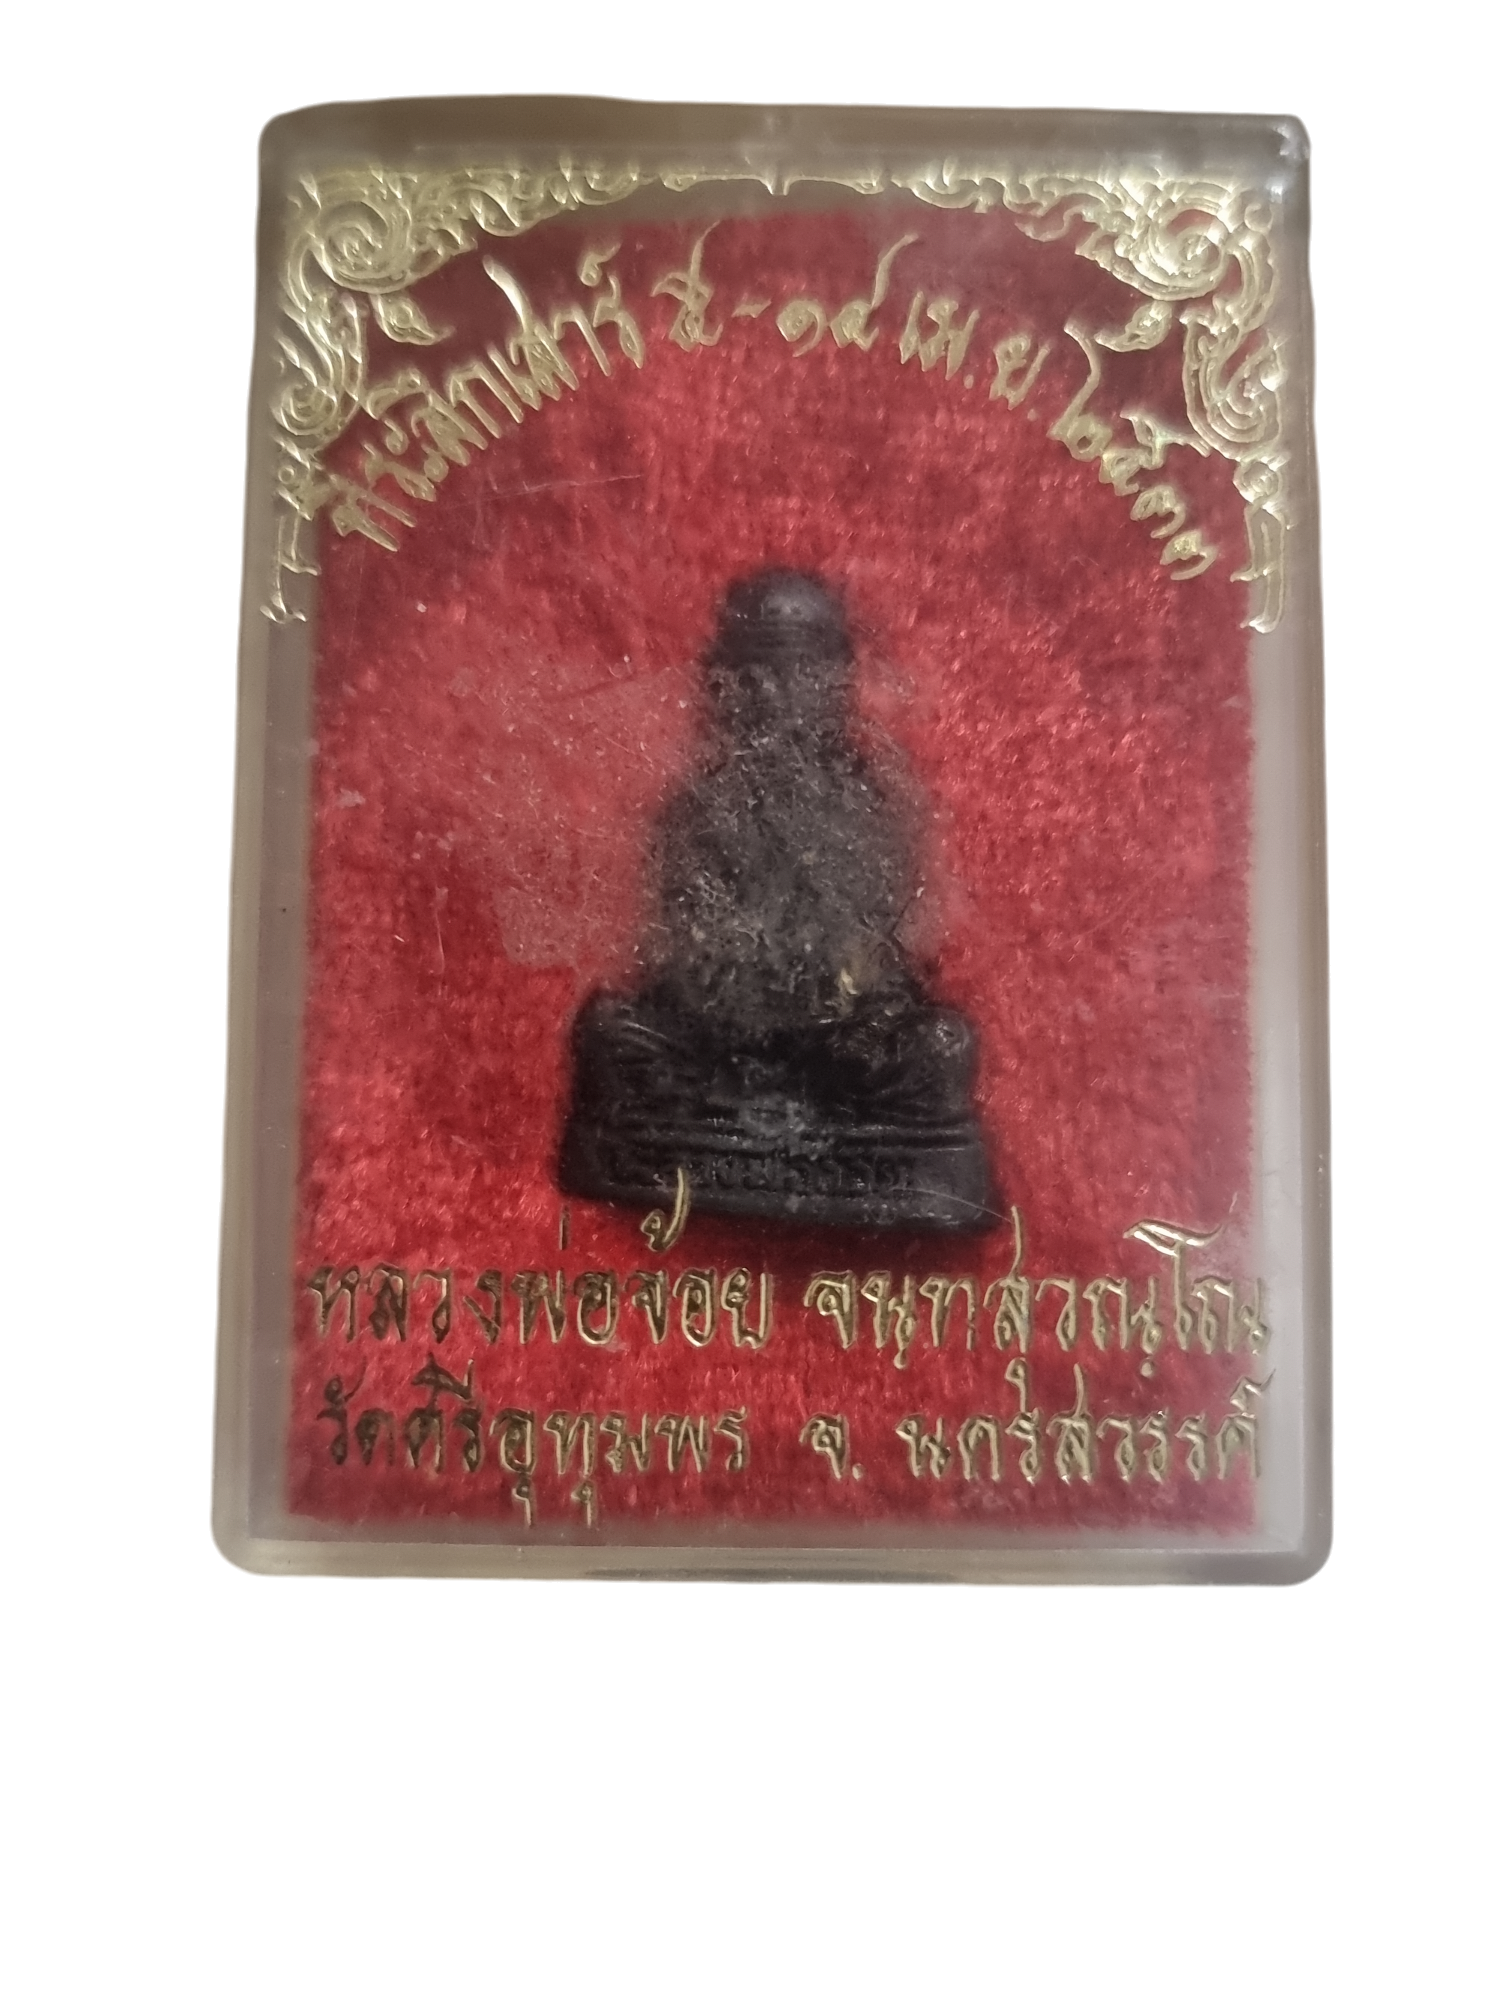 ที่ระลึกเสาร์ ๕-๑๔ เม.ย. ๒๕๓๓
หลวงพ่อจ้อย จนฺทสุวณฺโณ
วัดศรีอุทุมพร จ. นครสวรรค์